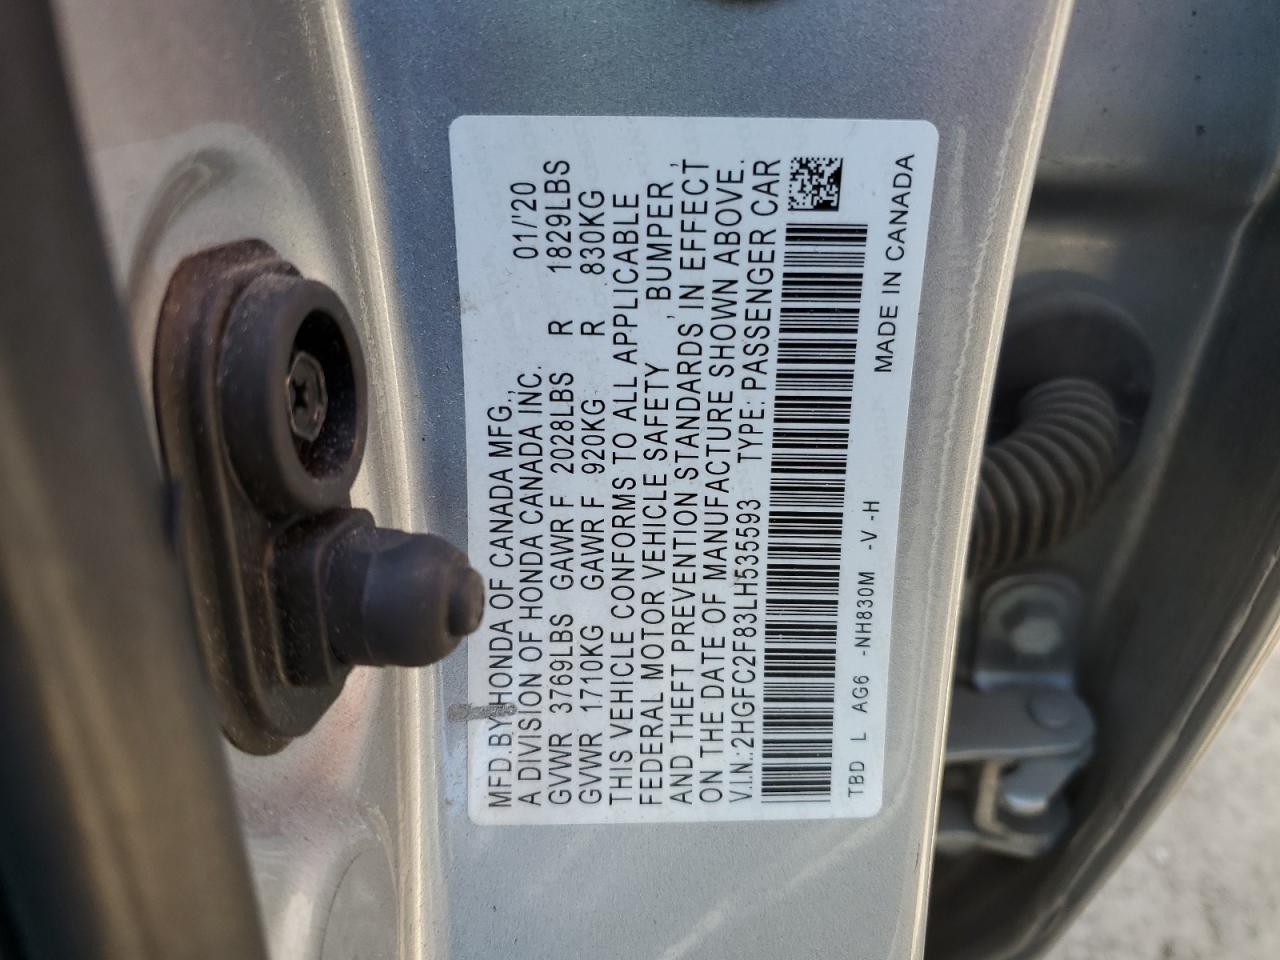 MFD.BY HONDA OF CANADA MFG., 01/'20
A DIVISION OF HONDA CANADA INC.
GVWR 3769LBS GAWR F 2028LBS R 1829LBS
GVWR 1710KG GAWR F 920KG R 830KG
THIS VEHICLE CONFORMS TO ALL APPLICABLE
FEDERAL MOTOR VEHICLE SAFETY , BUMPER ,
AND THEFT PREVENTION STANDARDS IN EFFECT
ON THE DATE OF MANUFACTURE SHOWN ABOVE.
V.I.N.:2HGFC2F83LH535593 TYPE: PASSENGER CAR
TBD L AG6 -NH830M -V -H MADE IN CANADA